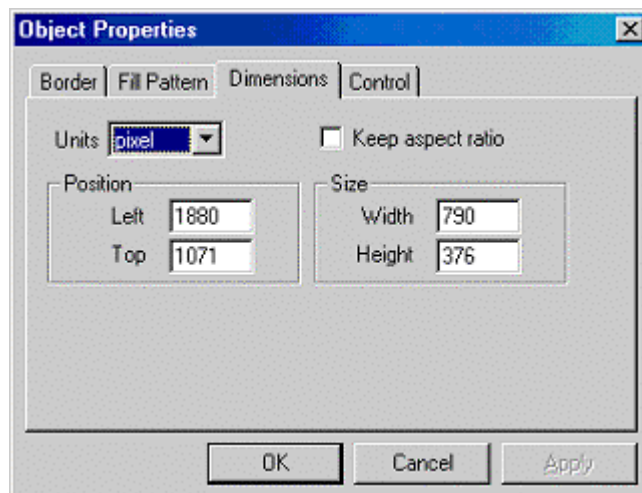 Object Properties
Border Fill Pattern Dimensions Control
Units pixel Keep aspect ratio
Position Size
Left 1880 Width 790
Top 1071 Height 376
OK Cancel Apply